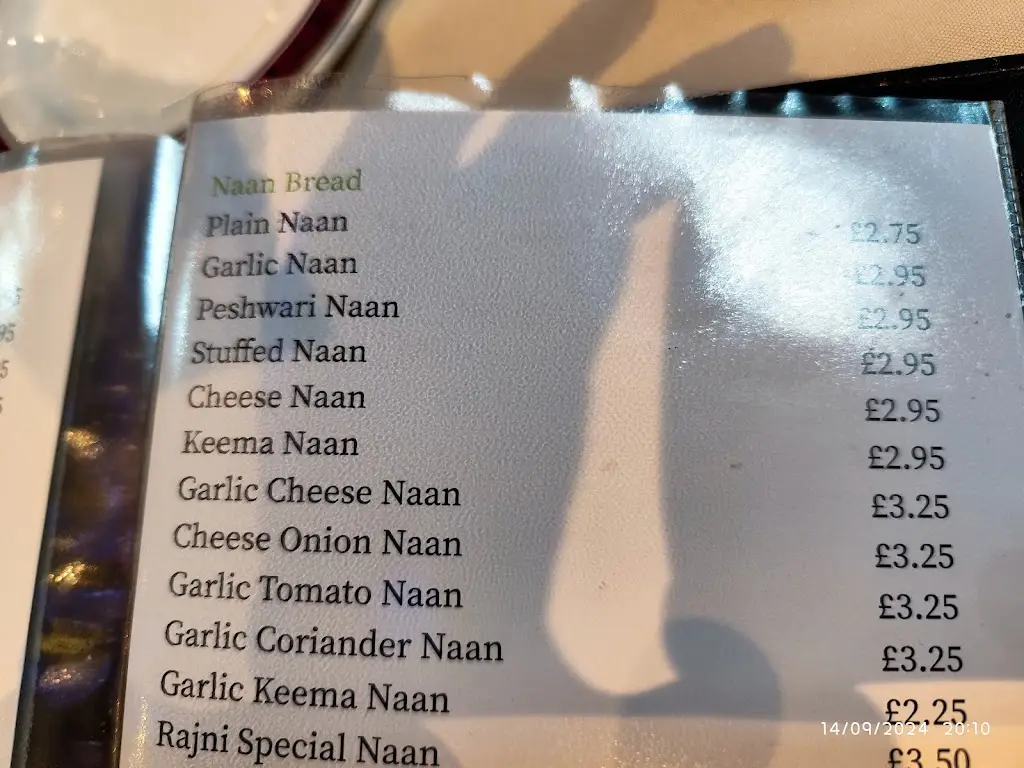 Naan Bread
Plain Naan £2.75
Garlic Naan £2.95
Peshwari Naan £2.95
Stuffed Naan £2.95
Cheese Naan £2.95
Keema Naan £2.95
Garlic Cheese Naan £3.25
Cheese Onion Naan £3.25
Garlic Tomato Naan £3.25
Garlic Coriander Naan £3.25
Garlic Keema Naan £2.25
Rajni Special Naan £3.50
14/09/2024 20:10